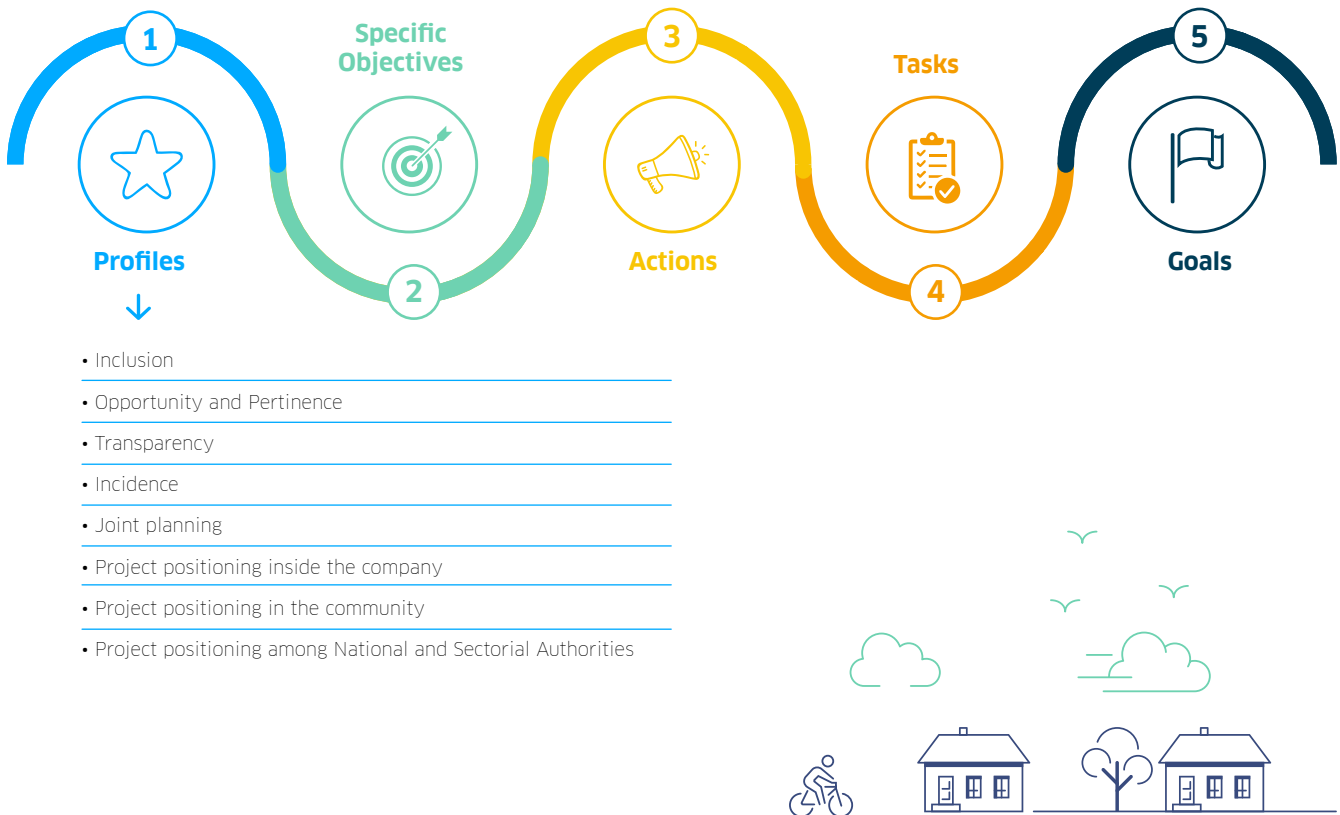 1
Profiles
Specific
Objectives
2
3
Actions
Tasks
4
5
Goals
• Inclusion
• Opportunity and Pertinence
• Transparency
• Incidence
• Joint planning
• Project positioning inside the company
• Project positioning in the community
• Project positioning among National and Sectorial Authorities